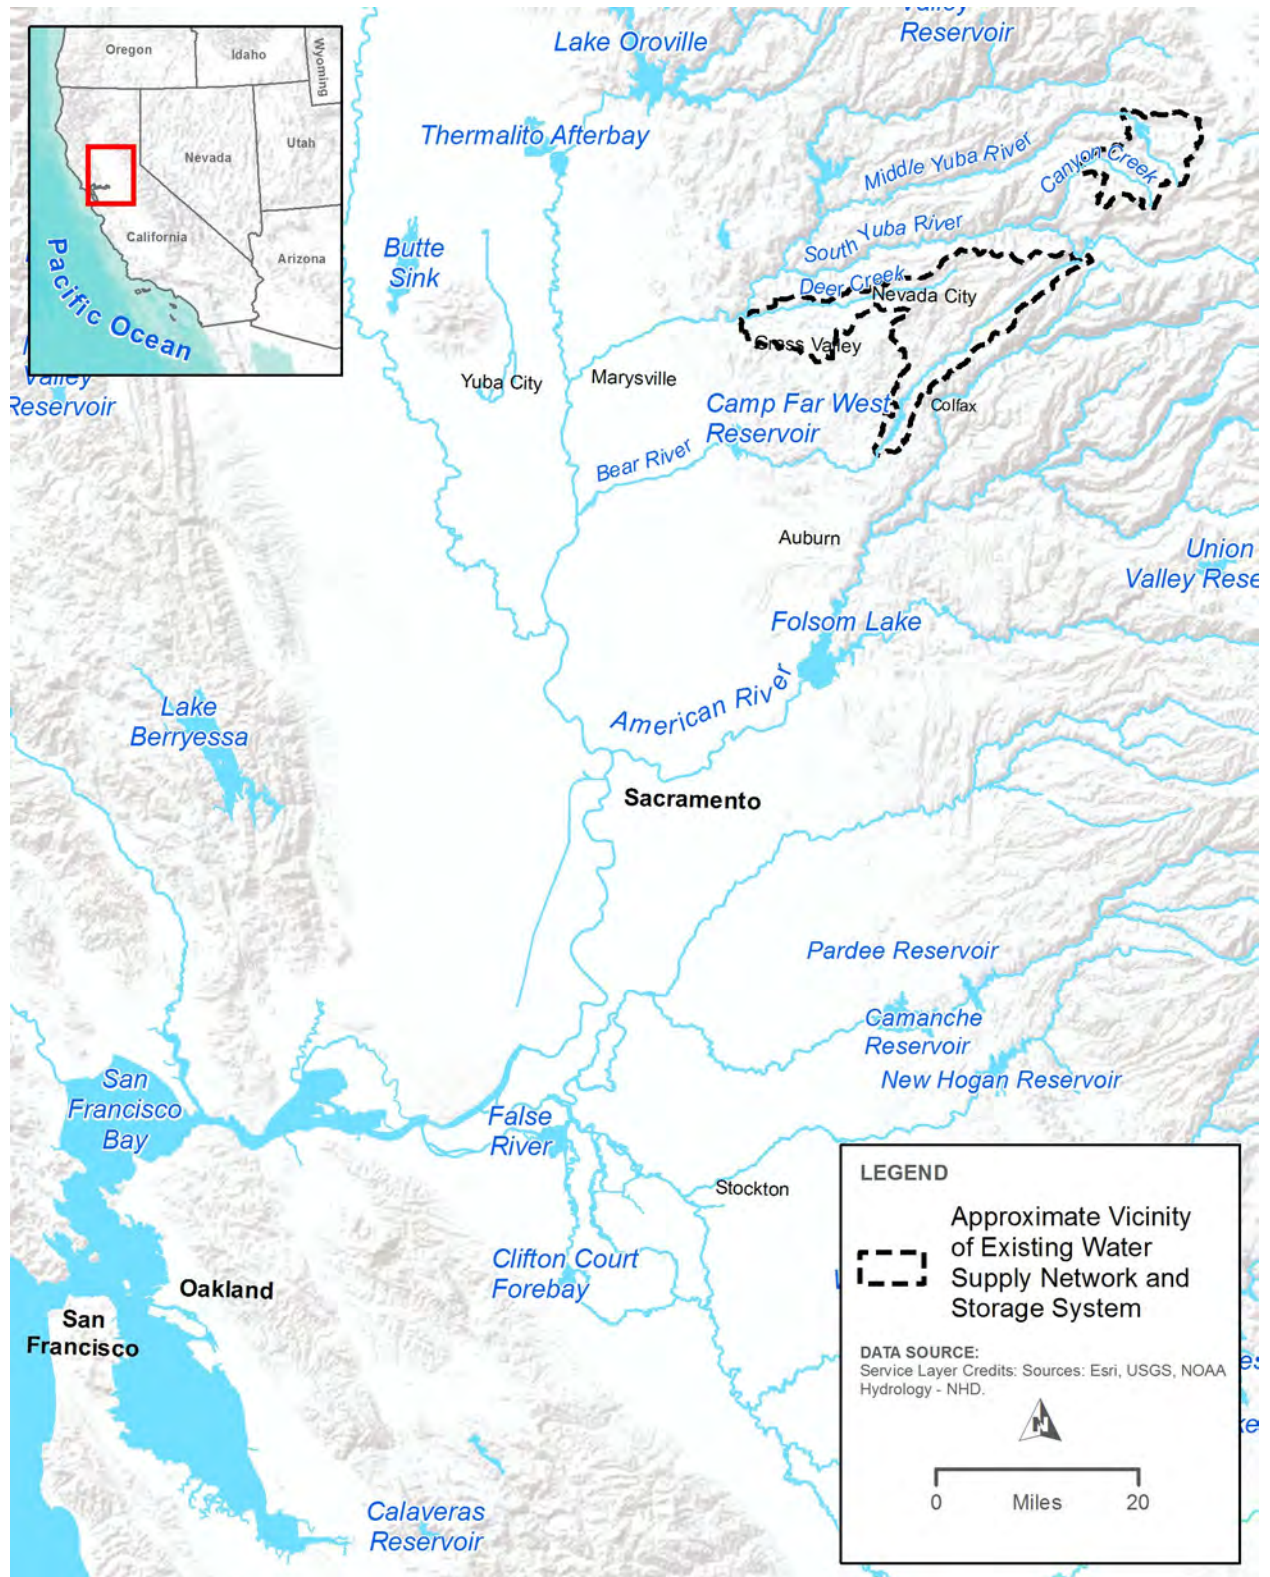 Oregon
Idaho
Wyoming
Nevada
Utah
California
Arizona
Pacific Ocean
Lake Oroville
Valley
Reservoir
Thermalito Afterbay
Middle Yuba River
Canyon Creek
Butte
Sink
South Yuba River
Deer Creek
Nevada City
Grass Valley
Valley
Reservoir
Yuba City
Marysville
Camp Far West
Reservoir
Colfax
Bear River
Auburn
Union
Valley Rese
Folsom Lake
American River
Lake
Berryessa
Sacramento
Pardee Reservoir
Camanche
Reservoir
New Hogan Reservoir
San
Francisco
Bay
False
River
Stockton
Clifton Court
Forebay
Oakland
San
Francisco
Calaveras
Reservoir
LEGEND
Approximate Vicinity
of Existing Water
Supply Network and
Storage System
DATA SOURCE:
Service Layer Credits: Sources: Esri, USGS, NOAA
Hydrology - NHD.
N
0 Miles 20